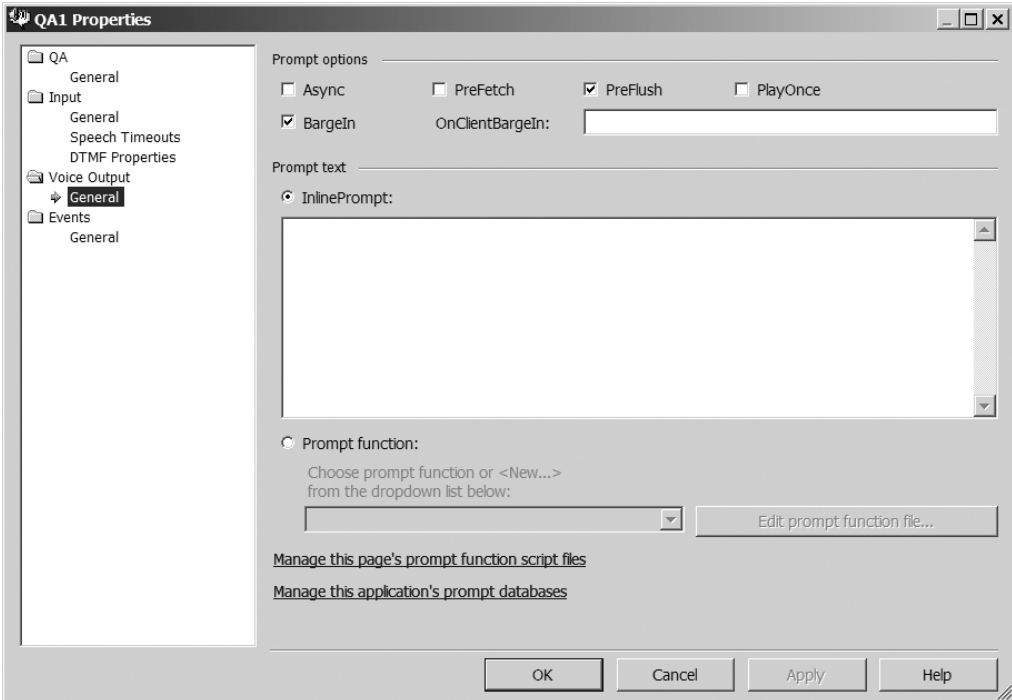 QA1 Properties
QA
General
Input
General
Speech Timeouts
DTMF Properties
Voice Output
General
Events
General
Prompt options
Async PreFetch PreFlush PlayOnce
BargeIn OnClientBargeIn:
Prompt text
InlinePrompt:
Prompt function:
Choose prompt function or <New...>
from the dropdown list below:
Edit prompt function file...
Manage this page's prompt function script files
Manage this application's prompt databases
OK Cancel Apply Help